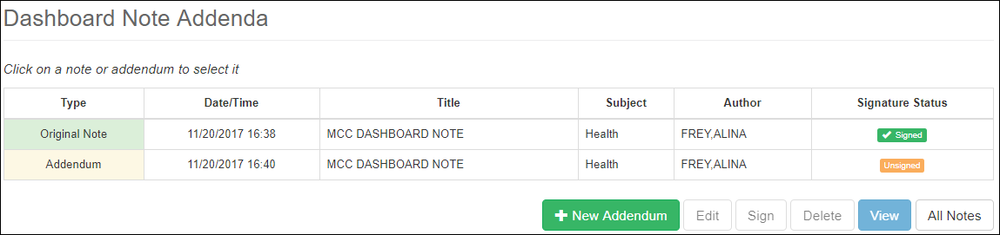 Dashboard Note Addenda
Click on a note or addendum to select it
Type Date/Time Title Subject Author Signature Status
Original Note 11/20/2017 16:38 MCC DASHBOARD NOTE Health FREY,ALINA Signed
Addendum 11/20/2017 16:40 MCC DASHBOARD NOTE Health FREY,ALINA Unsigned
New Addendum Edit Sign Delete View All Notes